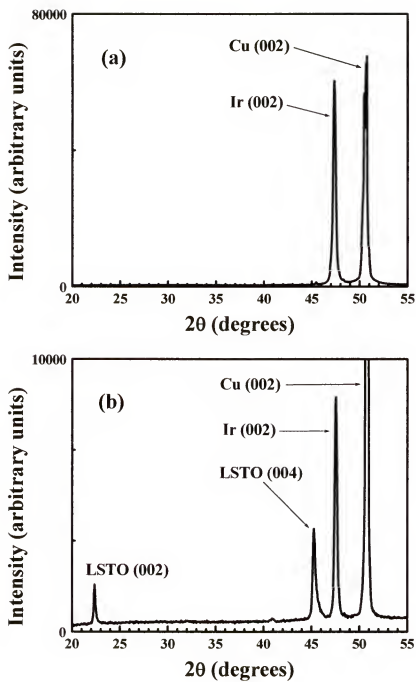 80000
(a)
Cu (002)
Ir (002)
Intensity (arbitrary units)
0
20 25 30 35 40 45 50 55
2θ (degrees)
10000
(b)
Cu (002)
Ir (002)
LSTO (004)
LSTO (002)
Intensity (arbitrary units)
0
20 25 30 35 40 45 50 55
2θ (degrees)